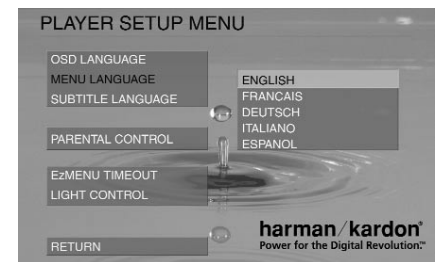 PLAYER SETUP MENU
OSD LANGUAGE
MENU LANGUAGE
SUBTITLE LANGUAGE
PARENTAL CONTROL
EzMENU TIMEOUT
LIGHT CONTROL
RETURN
ENGLISH
FRANCAIS
DEUTSCH
ITALIANO
ESPANOL
harman/kardon®
Power for the Digital Revolution.™